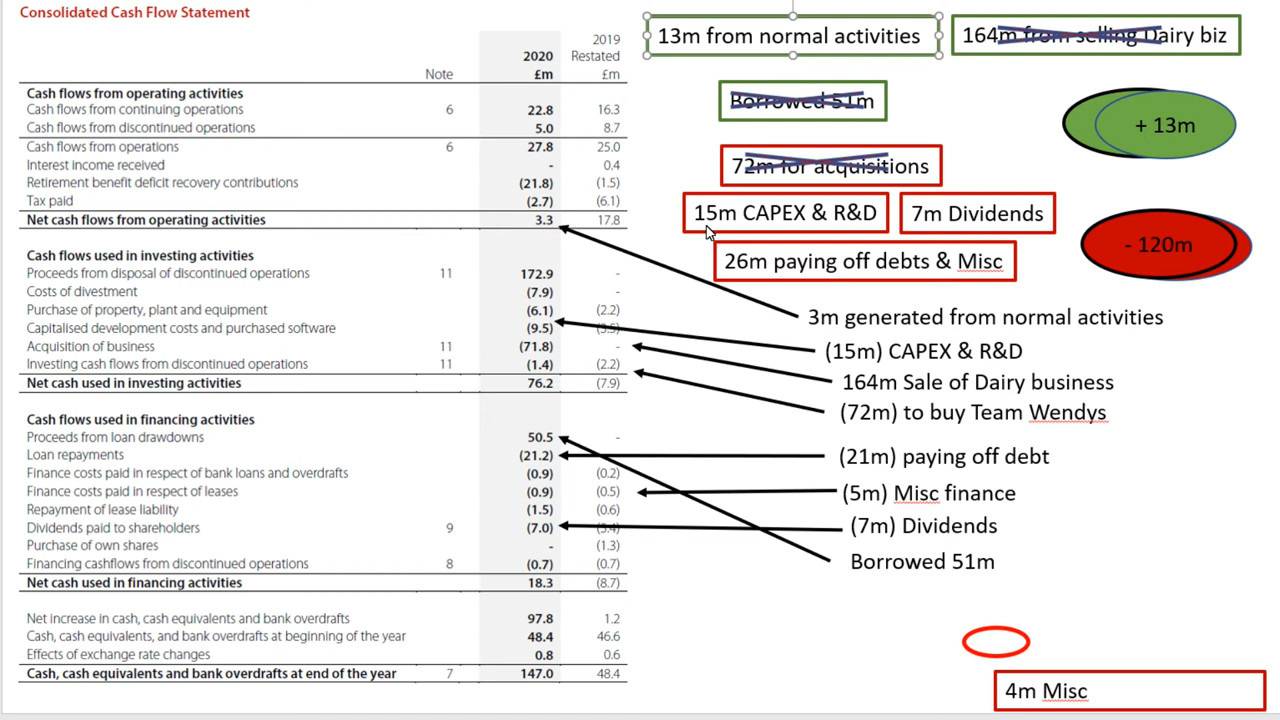 Consolidated Cash Flow Statement
2019
2020 Restated
Note £m £m
Cash flows from operating activities
Cash flows from continuing operations 6 22.8 16.3
Cash flows from discontinued operations 5.0 8.7
Cash flows from operations 6 27.8 25.0
Interest income received - 0.4
Retirement benefit deficit recovery contributions (21.8) (1.5)
Tax paid (2.7) (6.1)
Net cash flows from operating activities 3.3 17.8
Cash flows used in investing activities
Proceeds from disposal of discontinued operations 11 172.9 -
Costs of divestment (7.9) -
Purchase of property, plant and equipment (6.1) (2.2)
Capitalised development costs and purchased software (9.5) (3.5)
Acquisition of business 11 (71.8) -
Investing cash flows from discontinued operations 11 (1.4) (2.2)
Net cash used in investing activities 76.2 (7.9)
Cash flows used in financing activities
Proceeds from loan drawdowns 50.5 -
Loan repayments (21.2) -
Finance costs paid in respect of bank loans and overdrafts (0.9) (0.2)
Finance costs paid in respect of leases (0.9) (0.5)
Repayment of lease liability (1.5) (0.6)
Dividends paid to shareholders 9 (7.0) (5.4)
Purchase of own shares - (1.3)
Financing cashflows from discontinued operations 8 (0.7) (0.7)
Net cash used in financing activities 18.3 (8.7)
Net increase in cash, cash equivalents and bank overdrafts 97.8 1.2
Cash, cash equivalents, and bank overdrafts at beginning of the year 48.4 46.6
Effects of exchange rate changes 0.8 0.6
Cash, cash equivalents and bank overdrafts at end of the year 7 147.0 48.4
13m from normal activities
164m from selling Dairy biz
Borrowed 51m
+ 13m
72m for acquisitions
15m CAPEX & R&D
7m Dividends
- 120m
26m paying off debts & Misc
3m generated from normal activities
(15m) CAPEX & R&D
164m Sale of Dairy business
(72m) to buy Team Wendys
(21m) paying off debt
(5m) Misc finance
(7m) Dividends
Borrowed 51m
4m Misc